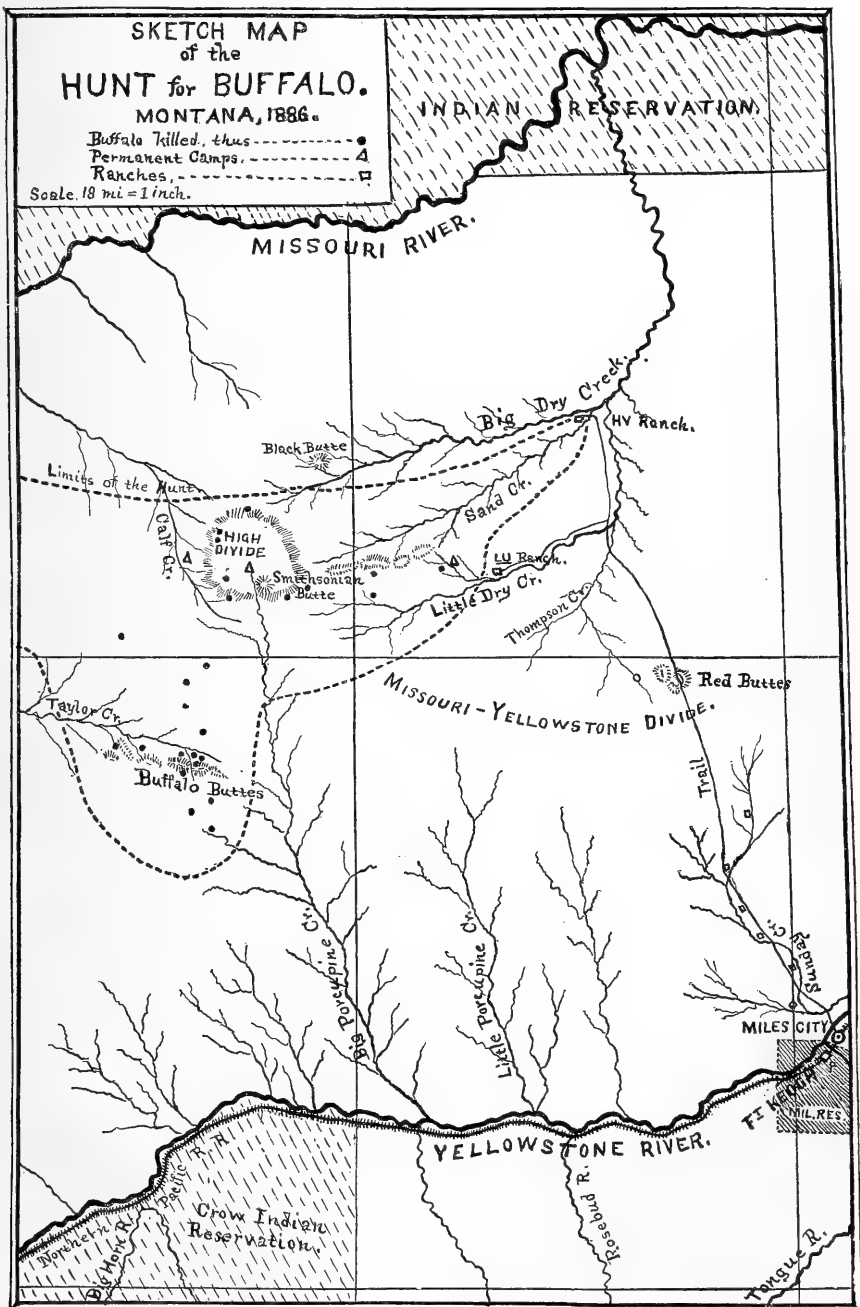 SKETCH MAP
of the
HUNT for BUFFALO.
MONTANA, 1886.
Buffalo killed, thus
Permanent Camps.
Ranches,
Scale. 18 mi = 1 inch.
INDIAN RESERVATION.
MISSOURI RIVER.
Big Dry Creek.
HV Ranch.
Black Butte
Limits of the Hunt
Sand Cr.
Calf Cr.
HIGH
DIVIDE
Smithsonian
Butte
LU Ranch.
Little Dry Cr.
Thompson Cr.
Red Buttes
MISSOURI-YELLOWSTONE DIVIDE.
Taylor Cr.
Buffalo Buttes
Trail
Big Porcupine Cr.
Little Porcupine Cr.
Sunday Cr.
MILES CITY
FT KEOGH
MIL. RES.
YELLOWSTONE RIVER.
Northern Pacific R.R.
Crow Indian
Reservation.
Big Horn R.
Rosebud R.
Tongue R.